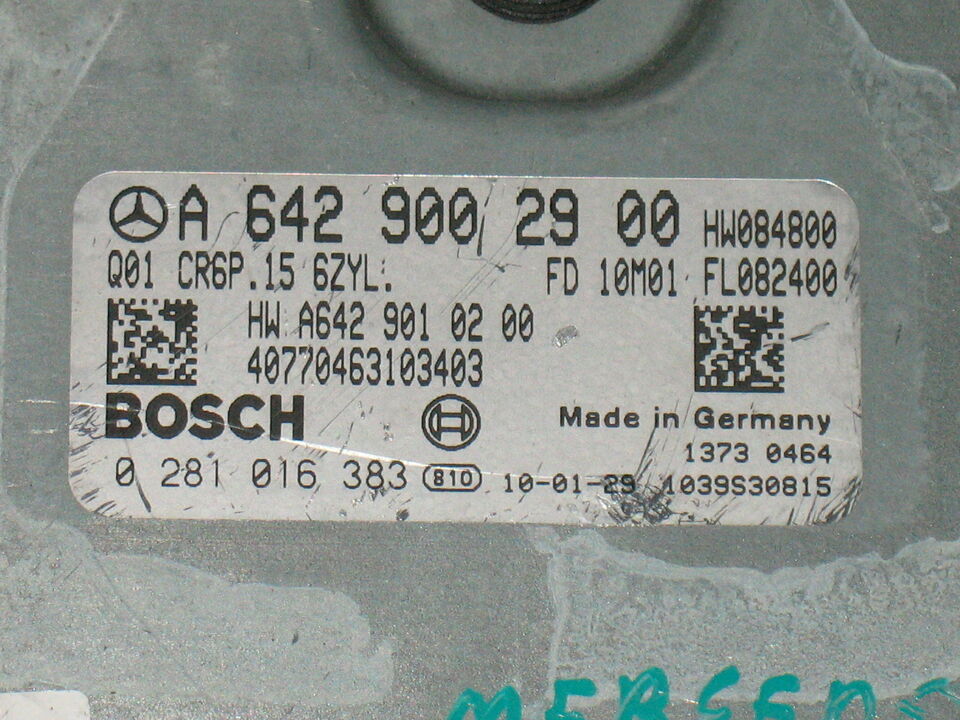 A 642 900 29 00 HW084800
Q01 CR6P.15 6ZYL: FD 10M01 FL082400
HW:A642 901 02 00
40770463103403
BOSCH
Made in Germany
1373 0464
0 281 016 383 810 10-01-29 1039S30815